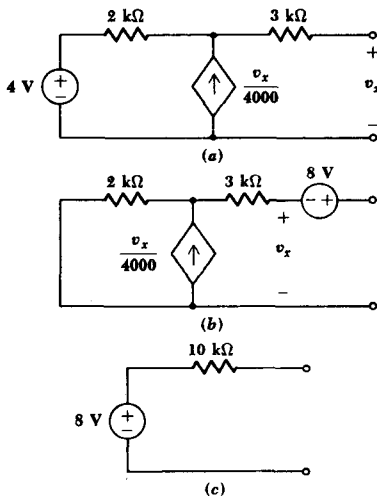 2 kΩ 3 kΩ
4 V + − v_x/4000 + v_x −
(a)
2 kΩ 3 kΩ 8 V
v_x/4000 + v_x − − +
(b)
10 kΩ
8 V + −
(c)